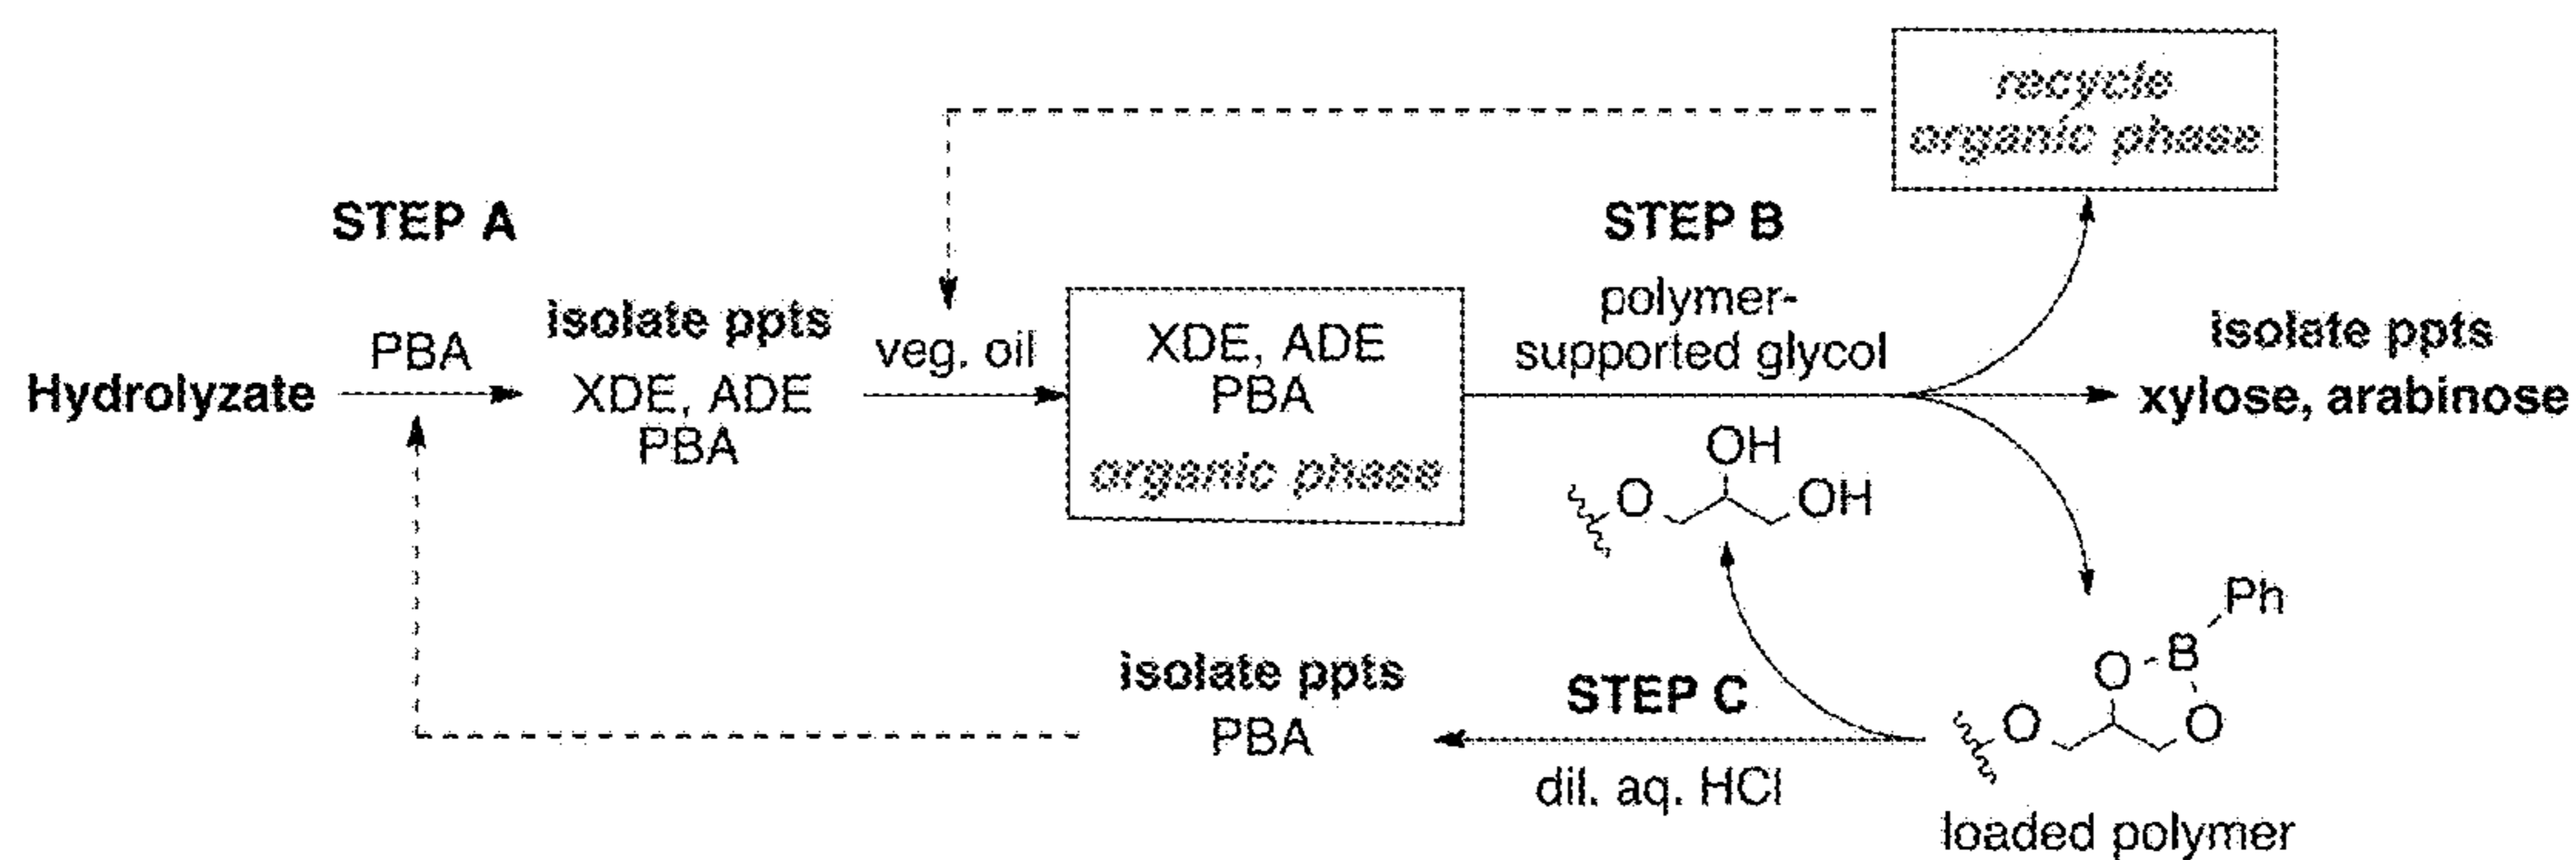 recycle
organic phase
STEP A
STEP B
isolate ppts
polymer-
supported glycol
PBA
veg. oil
XDE, ADE
PBA
organic phase
Hydrolyzate
XDE, ADE
PBA
isolate ppts
xylose, arabinose
OH
O
OH
Ph
B
O
O
O
isolate ppts
PBA
STEP C
dil. aq. HCl
loaded polymer